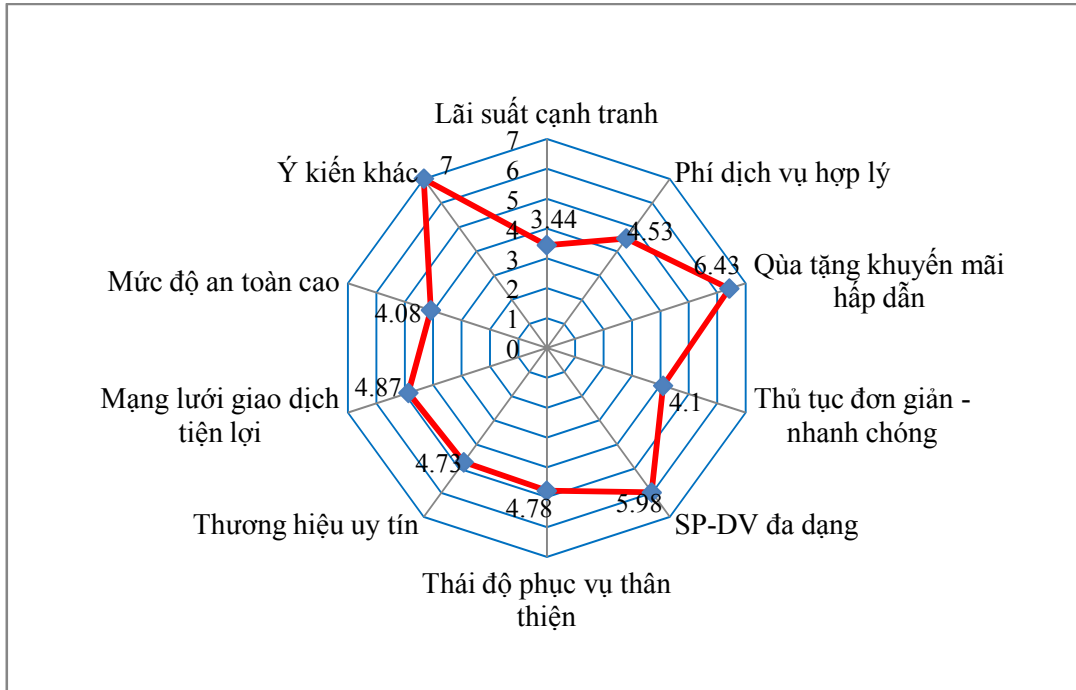 Lãi suất cạnh tranh
7
6
5
4
3
2
1
0
Ý kiến khác
7
Phí dịch vụ hợp lý
3.44
4.53
6.43
Qùa tặng khuyến mãi
hấp dẫn
Mức độ an toàn cao
4.08
4.87
Mạng lưới giao dịch
tiện lợi
4.1
Thủ tục đơn giản -
nhanh chóng
4.73
4.78
5.98
Thương hiệu uy tín
SP-DV đa dạng
Thái độ phục vụ thân
thiện